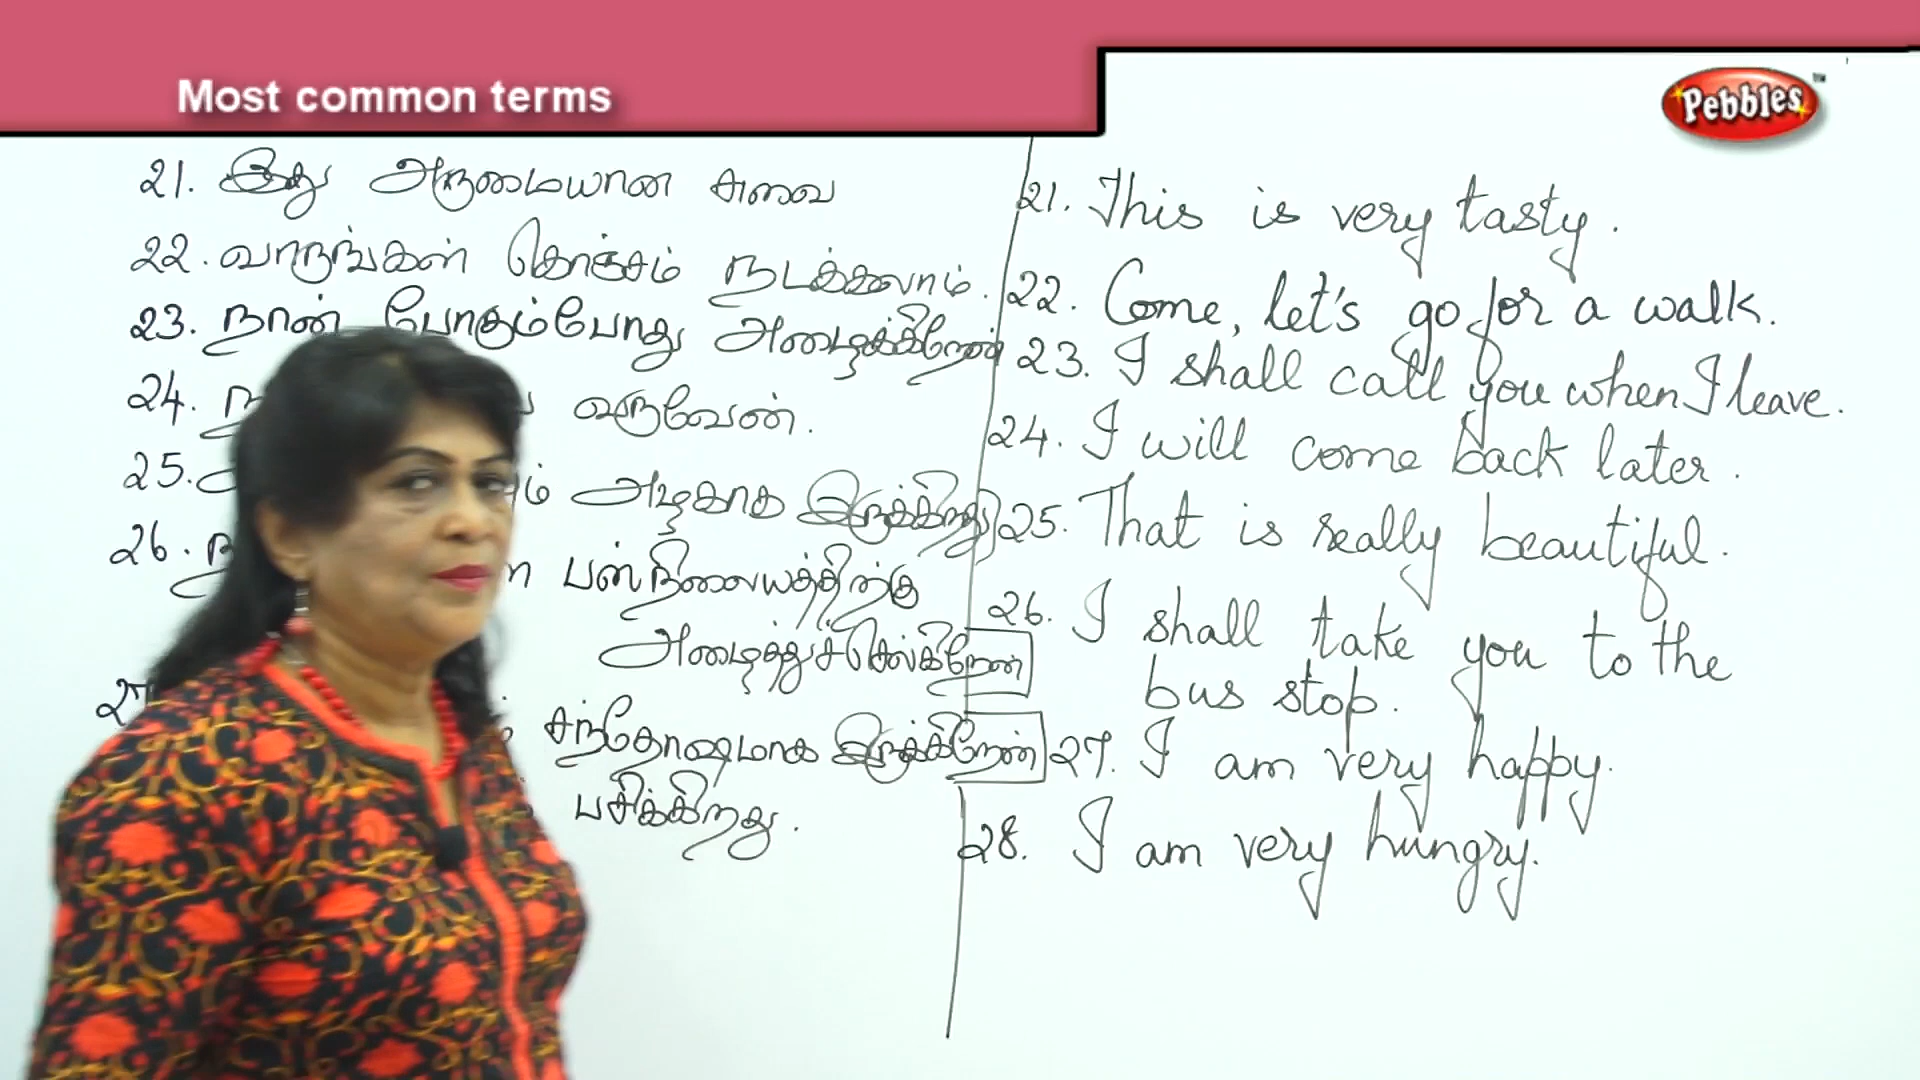 Most common terms
Pebbles
TM
21. இது அருமையான சுவை
22. வாருங்கள் கொஞ்சம் நடக்கலாம்.
23. நான் போகும்போது அழைக்கிறேன்
24. வருவேன்.
25. அழகாக இருக்கிறது
26. பஸ்நிலையத்திற்கு
அழைத்துச்செல்கிறேன்
சந்தோஷமாக இருக்கிறேன்
பசிக்கிறது.
21. This is very tasty.
22. Come, let's go for a walk.
23. I shall call you when I leave.
24. I will come back later.
25. That is really beautiful.
26. I shall take you to the
bus stop.
27. I am very happy.
28. I am very hungry.